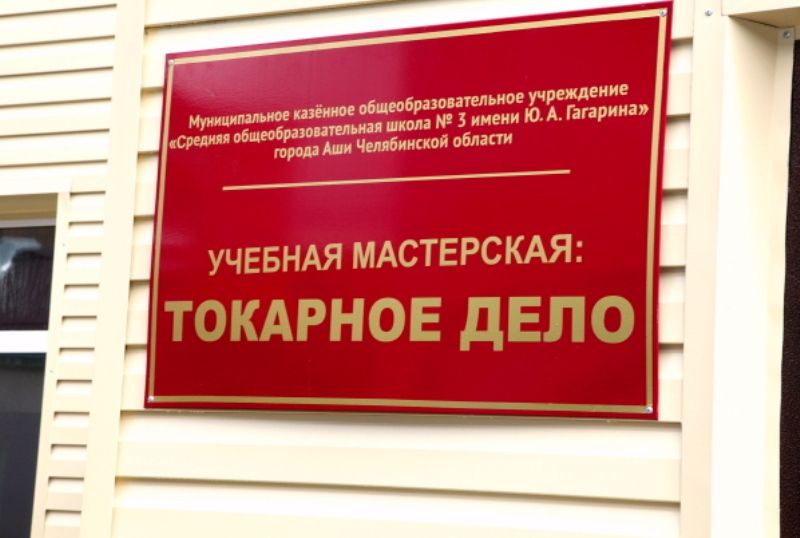 Муниципальное казённое общеобразовательное учреждение
«Средняя общеобразовательная школа № 3 имени Ю. А. Гагарина»
города Аши Челябинской области
УЧЕБНАЯ МАСТЕРСКАЯ:
ТОКАРНОЕ ДЕЛО